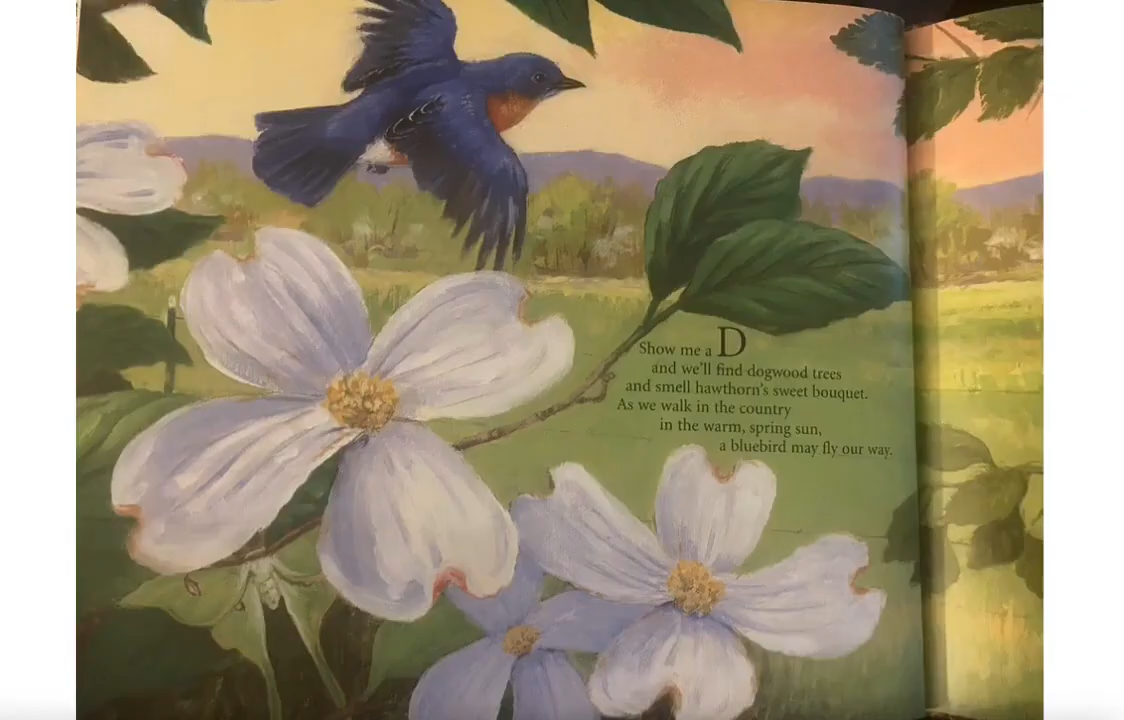 Show me a D
and we'll find dogwood trees
and smell hawthorn's sweet bouquet.
As we walk in the country
in the warm, spring sun,
a bluebird may fly our way.